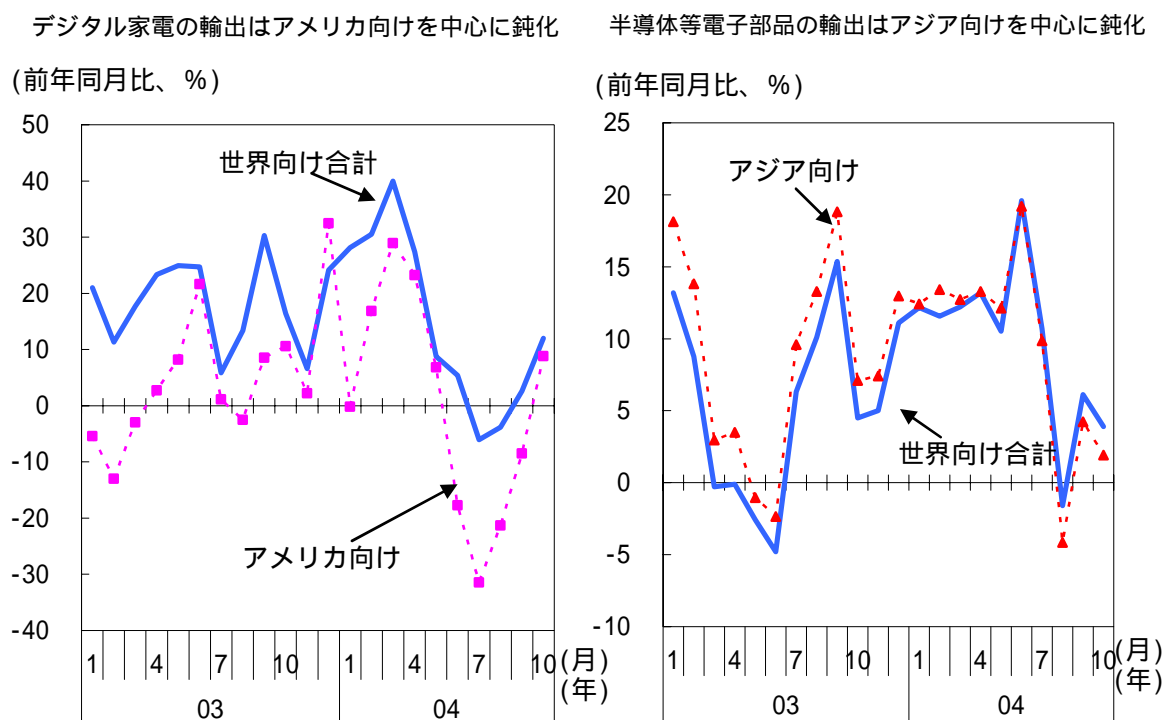 デジタル家電の輸出はアメリカ向けを中心に鈍化
(前年同月比、%)
50
40
30
20
10
0
-10
-20
-30
-40
世界向け合計
アメリカ向け
1 4 7 10 1 4 7 10 (月)
03 04 (年)
半導体等電子部品の輸出はアジア向けを中心に鈍化
(前年同月比、%)
25
20
15
10
5
0
-5
-10
アジア向け
世界向け合計
1 4 7 10 1 4 7 10 (月)
03 04 (年)